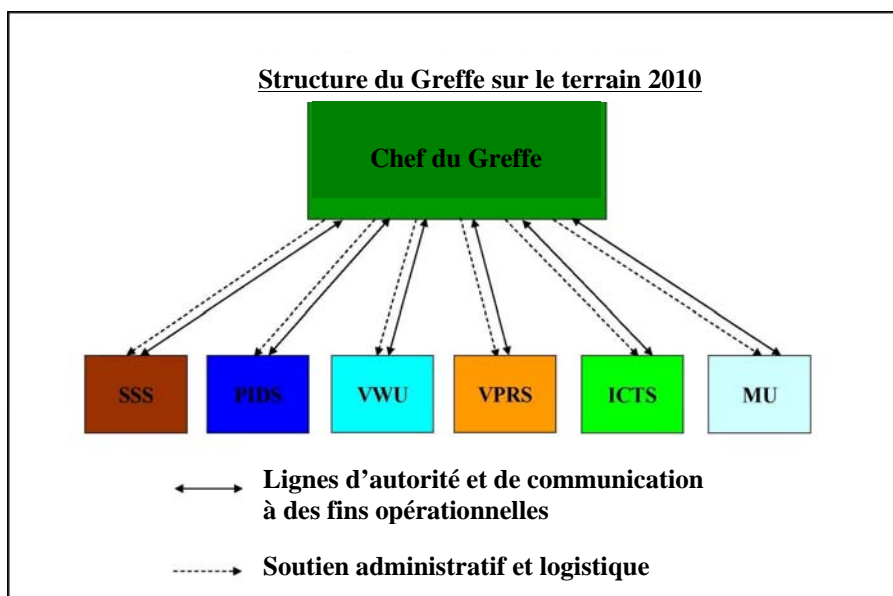 Structure du Greffe sur le terrain 2010
Chef du Greffe
SSS
PIDS
VWU
VPRS
ICTS
MU
Lignes d’autorité et de communication
à des fins opérationnelles
Soutien administratif et logistique